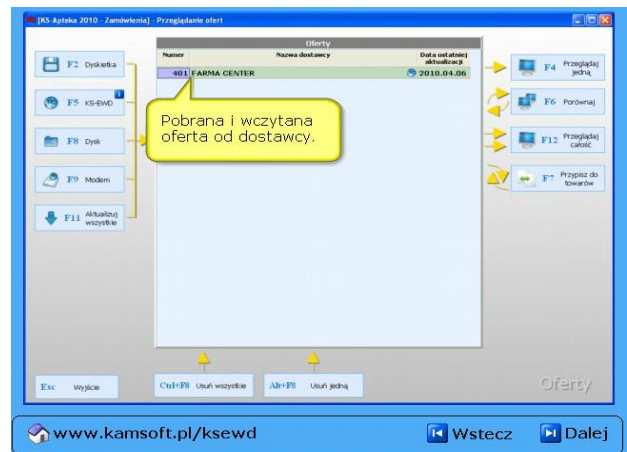 [KS-Apteka 2010 - Zamówienia] - Przeglądanie ofert
Oferty
Numer Nazwa dostawcy Data ostatniej
aktualizacji
401 FARMA CENTER 2010.04.06
Pobrana i wczytana
oferta od dostawcy.
F2 Dyskietka
F5 KS-EWD
F8 Dysk
F9 Modem
F11 Aktualizuj
wszystkie
F4 Przeglądaj
jedną
F6 Porównaj
F12 Przeglądaj
całość
F7 Przypisz do
towarów
Esc Wyjście
Ctrl+F8 Usuń wszystkie
Alt+F8 Usuń jedną
Oferty
www.kamsoft.pl/ksewd
Wstecz
Dalej